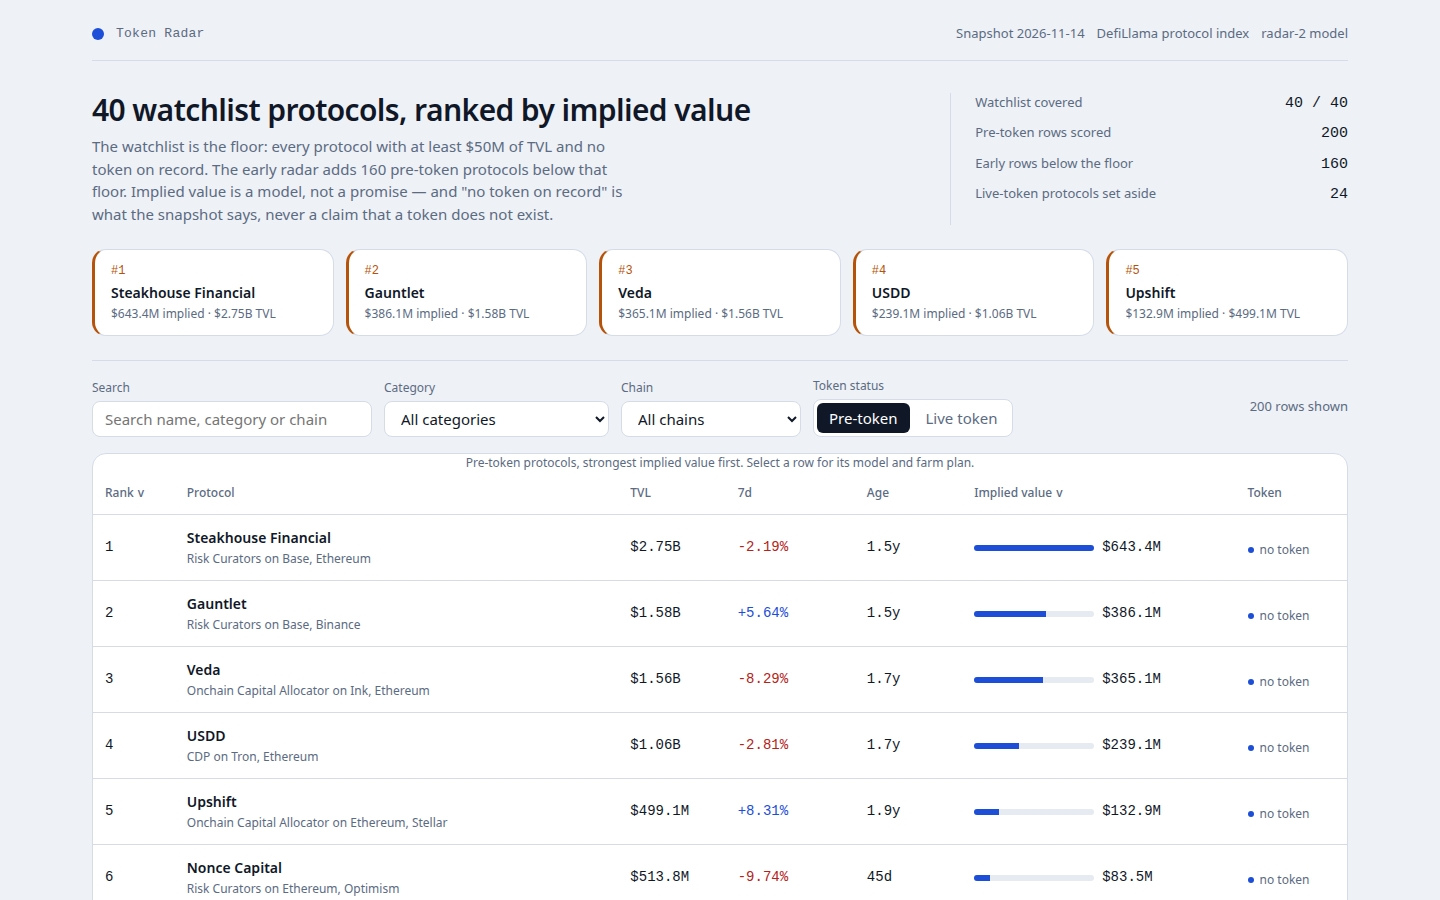 Token Radar
Snapshot 2026-11-14 DefiLlama protocol index radar-2 model
40 watchlist protocols, ranked by implied value
The watchlist is the floor: every protocol with at least $50M of TVL and no
token on record. The early radar adds 160 pre-token protocols below that
floor. Implied value is a model, not a promise — and "no token on record" is
what the snapshot says, never a claim that a token does not exist.
Watchlist covered 40 / 40
Pre-token rows scored 200
Early rows below the floor 160
Live-token protocols set aside 24
#1
Steakhouse Financial
$643.4M implied · $2.75B TVL
#2
Gauntlet
$386.1M implied · $1.58B TVL
#3
Veda
$365.1M implied · $1.56B TVL
#4
USDD
$239.1M implied · $1.06B TVL
#5
Upshift
$132.9M implied · $499.1M TVL
Search
Search name, category or chain
Category
All categories
Chain
All chains
Token status
Pre-token Live token
200 rows shown
Pre-token protocols, strongest implied value first. Select a row for its model and farm plan.
Rank v Protocol TVL 7d Age Implied value v Token
1 Steakhouse Financial $2.75B -2.19% 1.5y $643.4M no token
Risk Curators on Base, Ethereum
2 Gauntlet $1.58B +5.64% 1.5y $386.1M no token
Risk Curators on Base, Binance
3 Veda $1.56B -8.29% 1.7y $365.1M no token
Onchain Capital Allocator on Ink, Ethereum
4 USDD $1.06B -2.81% 1.7y $239.1M no token
CDP on Tron, Ethereum
5 Upshift $499.1M +8.31% 1.9y $132.9M no token
Onchain Capital Allocator on Ethereum, Stellar
6 Nonce Capital $513.8M -9.74% 45d $83.5M no token
Risk Curators on Ethereum, Optimism